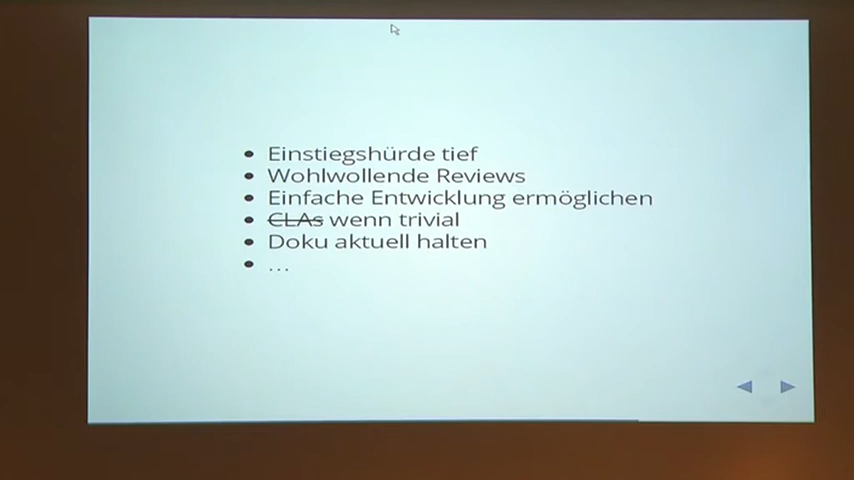 Einstiegshürde tief
Wohlwollende Reviews
Einfache Entwicklung ermöglichen
CLAs wenn trivial
Doku aktuell halten
...